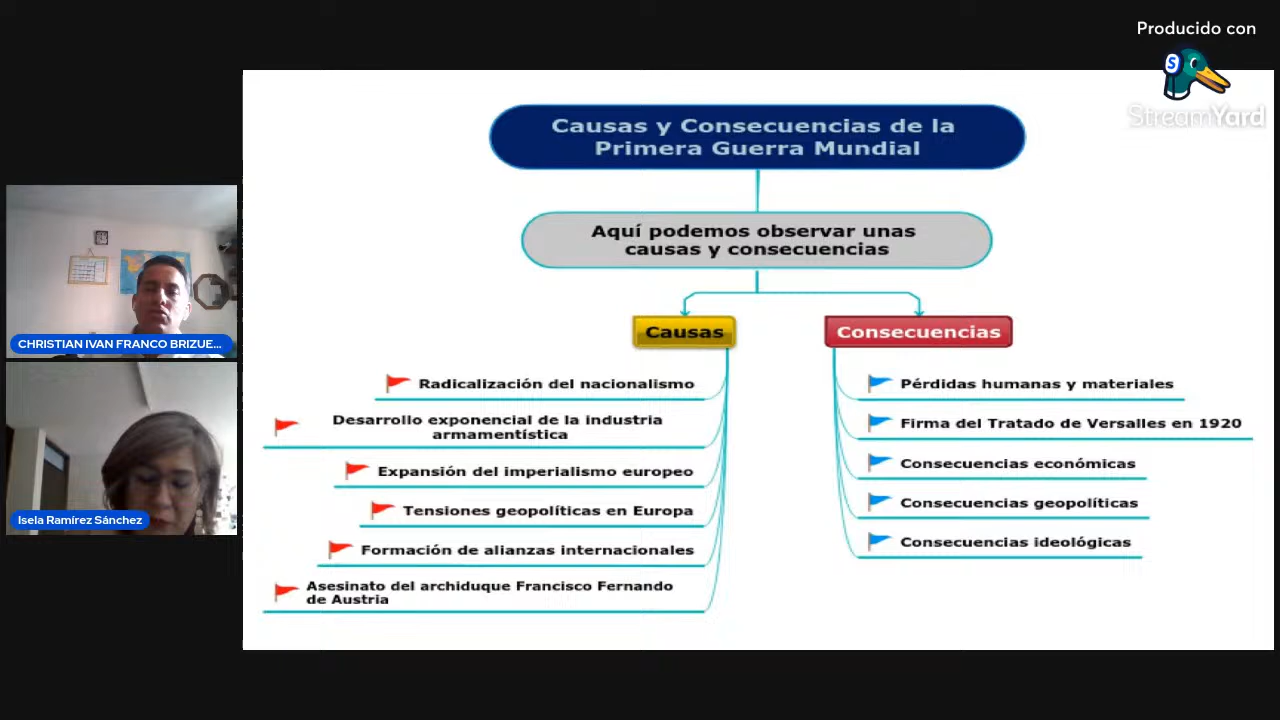 Producido con
StreamYard
Causas y Consecuencias de la
Primera Guerra Mundial
Aquí podemos observar unas
causas y consecuencias
Causas
Radicalización del nacionalismo
Desarrollo exponencial de la industria
armamentística
Expansión del imperialismo europeo
Tensiones geopolíticas en Europa
Formación de alianzas internacionales
Asesinato del archiduque Francisco Fernando
de Austria
Consecuencias
Pérdidas humanas y materiales
Firma del Tratado de Versalles en 1920
Consecuencias económicas
Consecuencias geopolíticas
Consecuencias ideológicas
CHRISTIAN IVAN FRANCO BRIZUE...
Isela Ramírez Sánchez